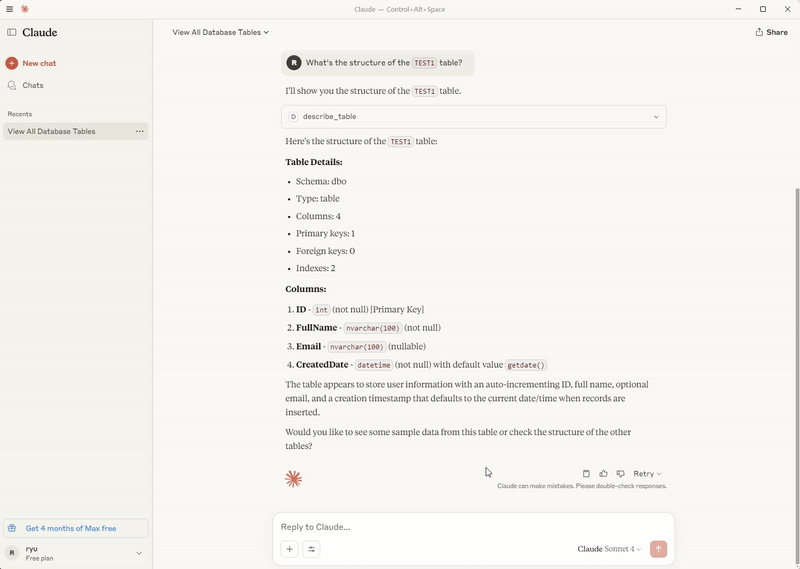 Claude — Control+Alt+Space
Claude
View All Database Tables
Share
New chat
Chats
Recents
View All Database Tables
R What's the structure of the TEST1 table?
I'll show you the structure of the TEST1 table.
D describe_table
Here's the structure of the TEST1 table:
Table Details:
• Schema: dbo
• Type: table
• Columns: 4
• Primary keys: 1
• Foreign keys: 0
• Indexes: 2
Columns:
1. ID - int (not null) [Primary Key]
2. FullName - nvarchar(100) (not null)
3. Email - nvarchar(100) (nullable)
4. CreatedDate - datetime (not null) with default value getdate()
The table appears to store user information with an auto-incrementing ID, full name, optional
email, and a creation timestamp that defaults to the current date/time when records are
inserted.
Would you like to see some sample data from this table or check the structure of the other
tables?
Retry
Claude can make mistakes. Please double-check responses.
Reply to Claude...
Claude Sonnet 4
Get 4 months of Max free
R ryu
Free plan